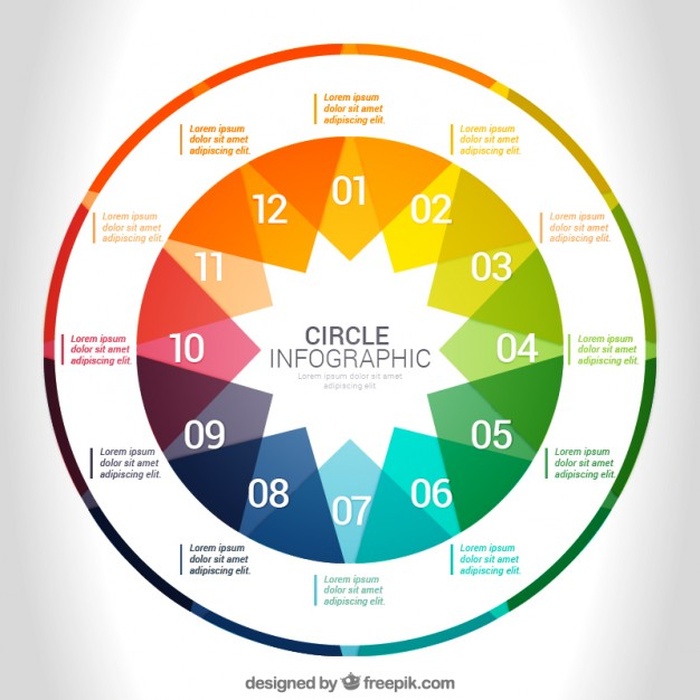 Lorem ipsum
dolor sit amet
adipiscing elit.
Lorem ipsum
dolor sit amet
adipiscing elit.
Lorem ipsum
dolor sit amet
adipiscing elit.
Lorem ipsum
dolor sit amet
adipiscing elit.
Lorem ipsum
dolor sit amet
adipiscing elit.
Lorem ipsum
dolor sit amet
adipiscing elit.
Lorem ipsum
dolor sit amet
adipiscing elit.
Lorem ipsum
dolor sit amet
adipiscing elit.
Lorem ipsum
dolor sit amet
adipiscing elit.
Lorem ipsum
dolor sit amet
adipiscing elit.
Lorem ipsum
dolor sit amet
adipiscing elit.
Lorem ipsum
dolor sit amet
adipiscing elit.
01
02
03
04
05
06
07
08
09
10
11
12
CIRCLE
INFOGRAPHIC
Lorem ipsum dolor sit amet
adipiscing elit
designed by freepik.com